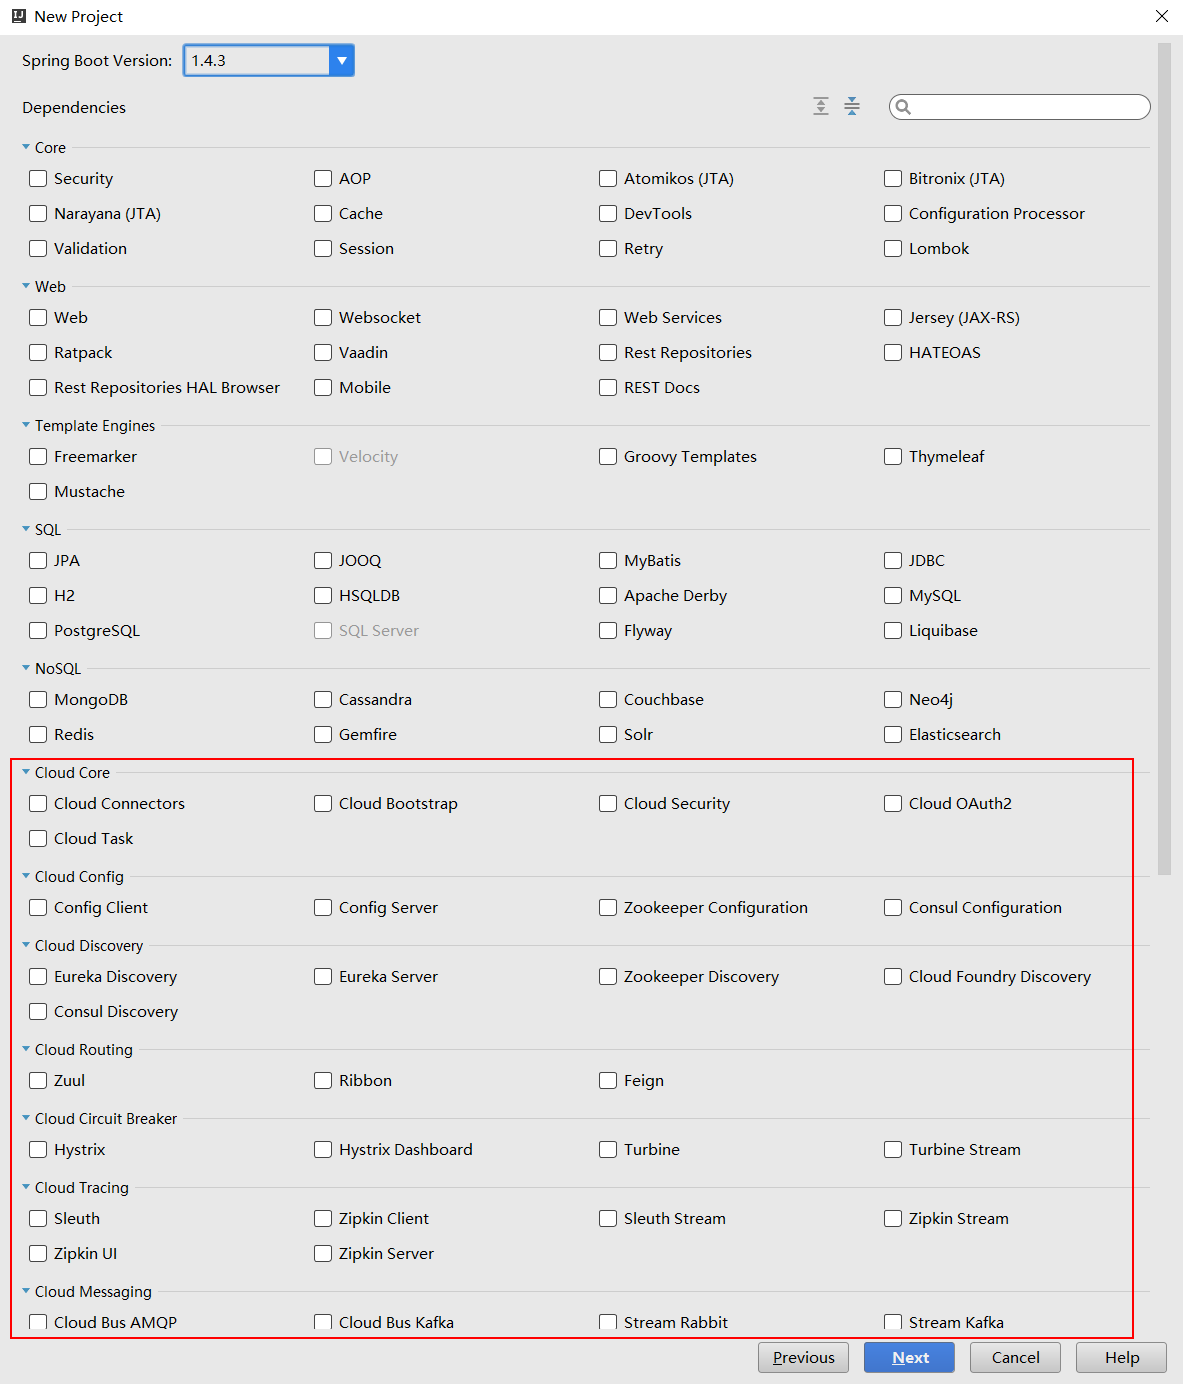 New Project
Spring Boot Version: 1.4.3
Dependencies
Core
Security AOP Atomikos (JTA) Bitronix (JTA)
Narayana (JTA) Cache DevTools Configuration Processor
Validation Session Retry Lombok
Web
Web Websocket Web Services Jersey (JAX-RS)
Ratpack Vaadin Rest Repositories HATEOAS
Rest Repositories HAL Browser Mobile REST Docs
Template Engines
Freemarker Velocity Groovy Templates Thymeleaf
Mustache
SQL
JPA JOOQ MyBatis JDBC
H2 HSQLDB Apache Derby MySQL
PostgreSQL SQL Server Flyway Liquibase
NoSQL
MongoDB Cassandra Couchbase Neo4j
Redis Gemfire Solr Elasticsearch
Cloud Core
Cloud Connectors Cloud Bootstrap Cloud Security Cloud OAuth2
Cloud Task
Cloud Config
Config Client Config Server Zookeeper Configuration Consul Configuration
Cloud Discovery
Eureka Discovery Eureka Server Zookeeper Discovery Cloud Foundry Discovery
Consul Discovery
Cloud Routing
Zuul Ribbon Feign
Cloud Circuit Breaker
Hystrix Hystrix Dashboard Turbine Turbine Stream
Cloud Tracing
Sleuth Zipkin Client Sleuth Stream Zipkin Stream
Zipkin UI Zipkin Server
Cloud Messaging
Cloud Bus AMQP Cloud Bus Kafka Stream Rabbit Stream Kafka
Previous Next Cancel Help